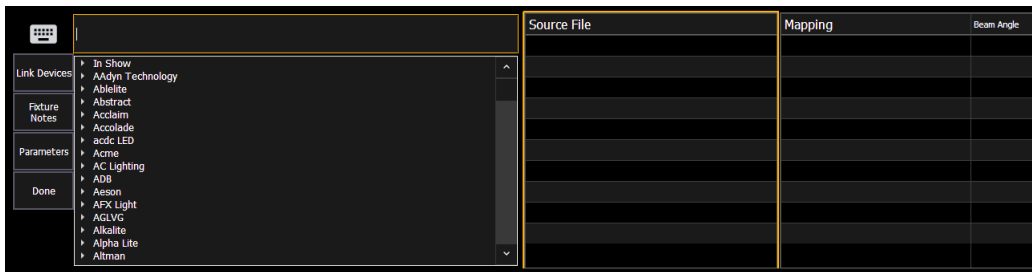 Source File
Mapping
Beam Angle
Link Devices
Fixture
Notes
Parameters
Done
In Show
AAdyn Technology
Ablelite
Abstract
Acclaim
Accolade
acdc LED
Acme
AC Lighting
ADB
Aeson
AFX Light
AGLVG
Alkalite
Alpha Lite
Altman